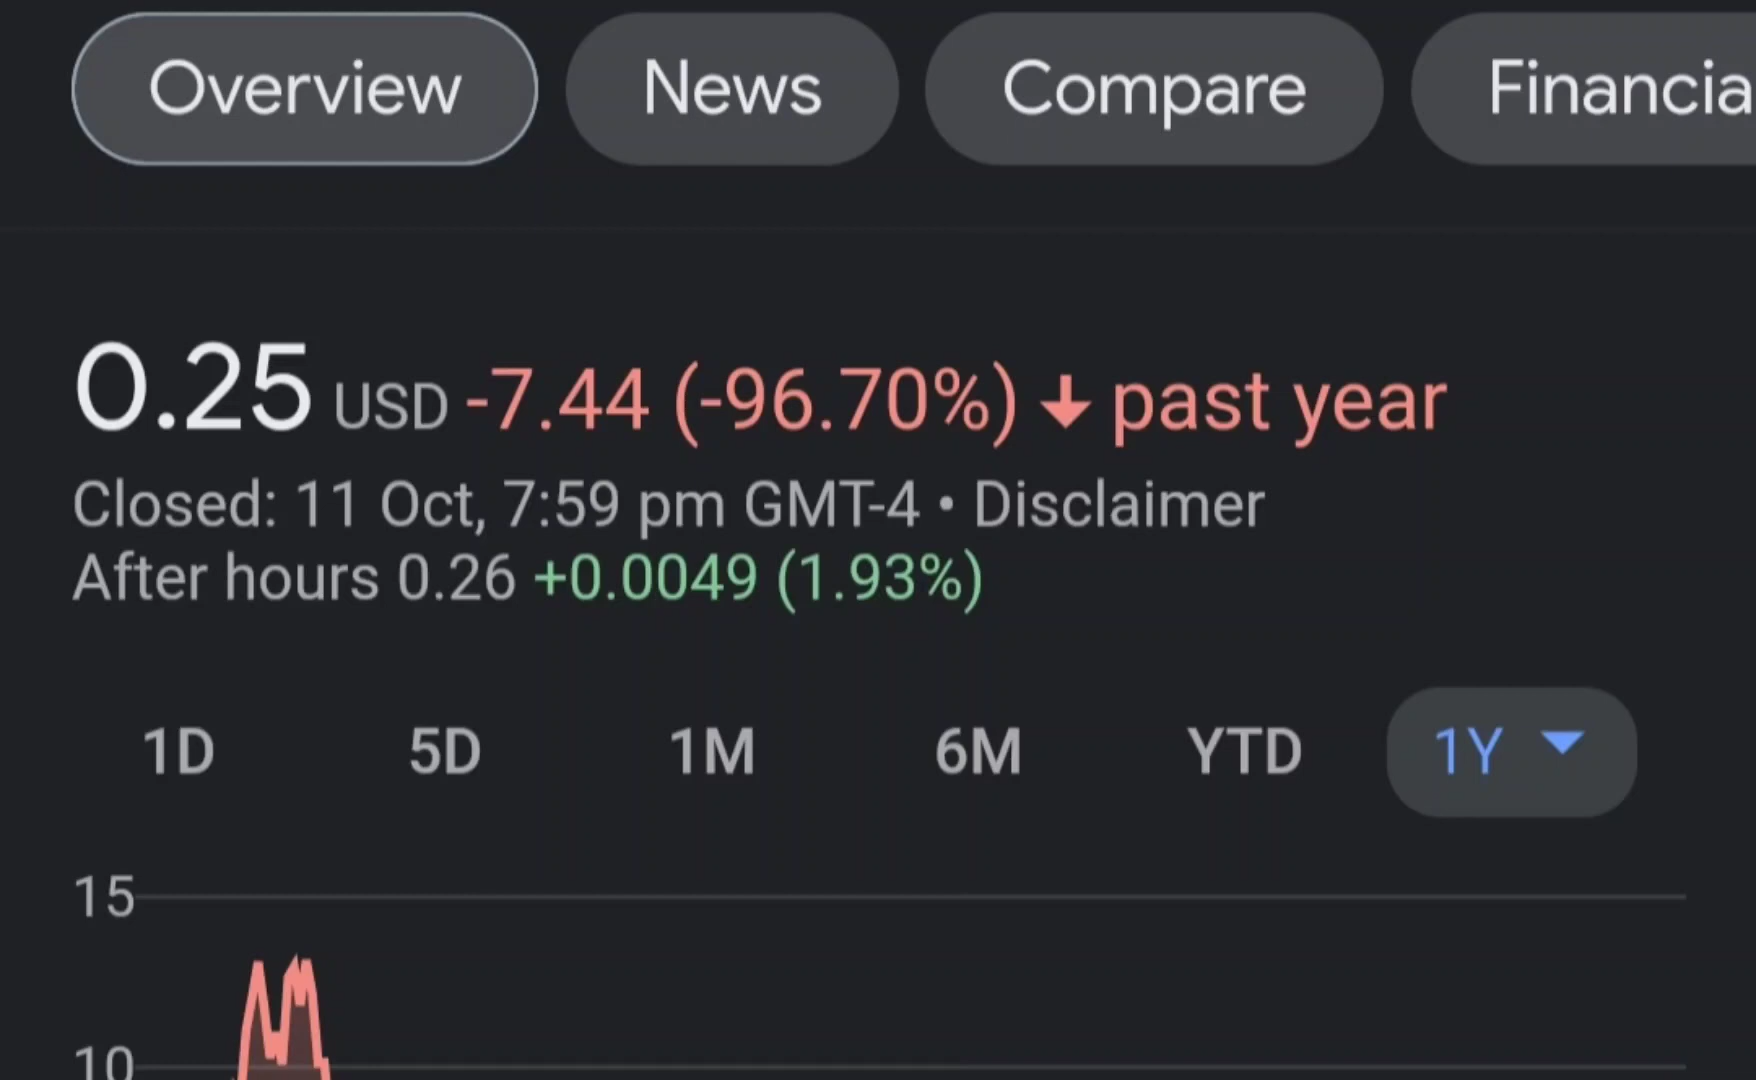 Overview News Compare Financia
0.25 USD -7.44 (-96.70%) ↓ past year
Closed: 11 Oct, 7:59 pm GMT-4 • Disclaimer
After hours 0.26 +0.0049 (1.93%)
1D 5D 1M 6M YTD 1Y
15
10